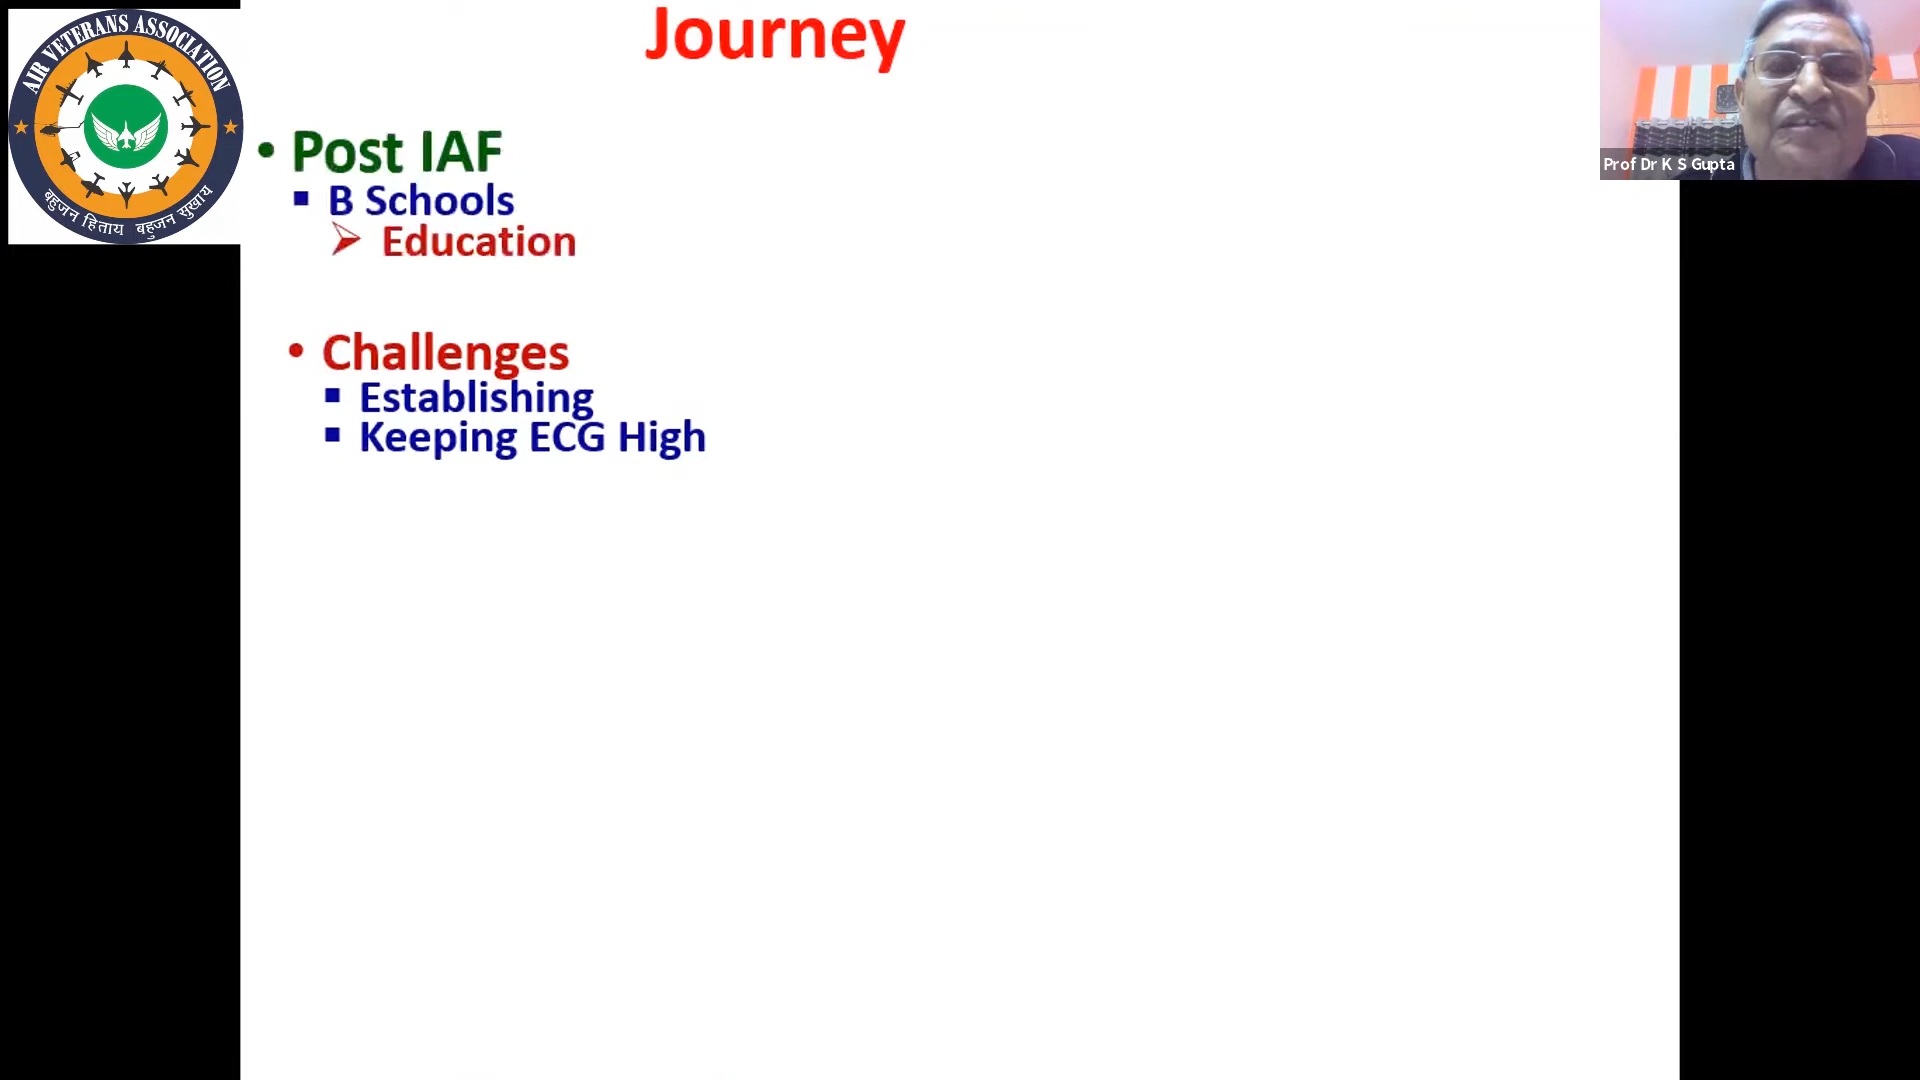 AIR VETERANS ASSOCIATION
बहुजन हिताय बहुजन सुखाय
Journey
• Post IAF
▪ B Schools
➢ Education
• Challenges
▪ Establishing
▪ Keeping ECG High
Prof Dr K S Gupta